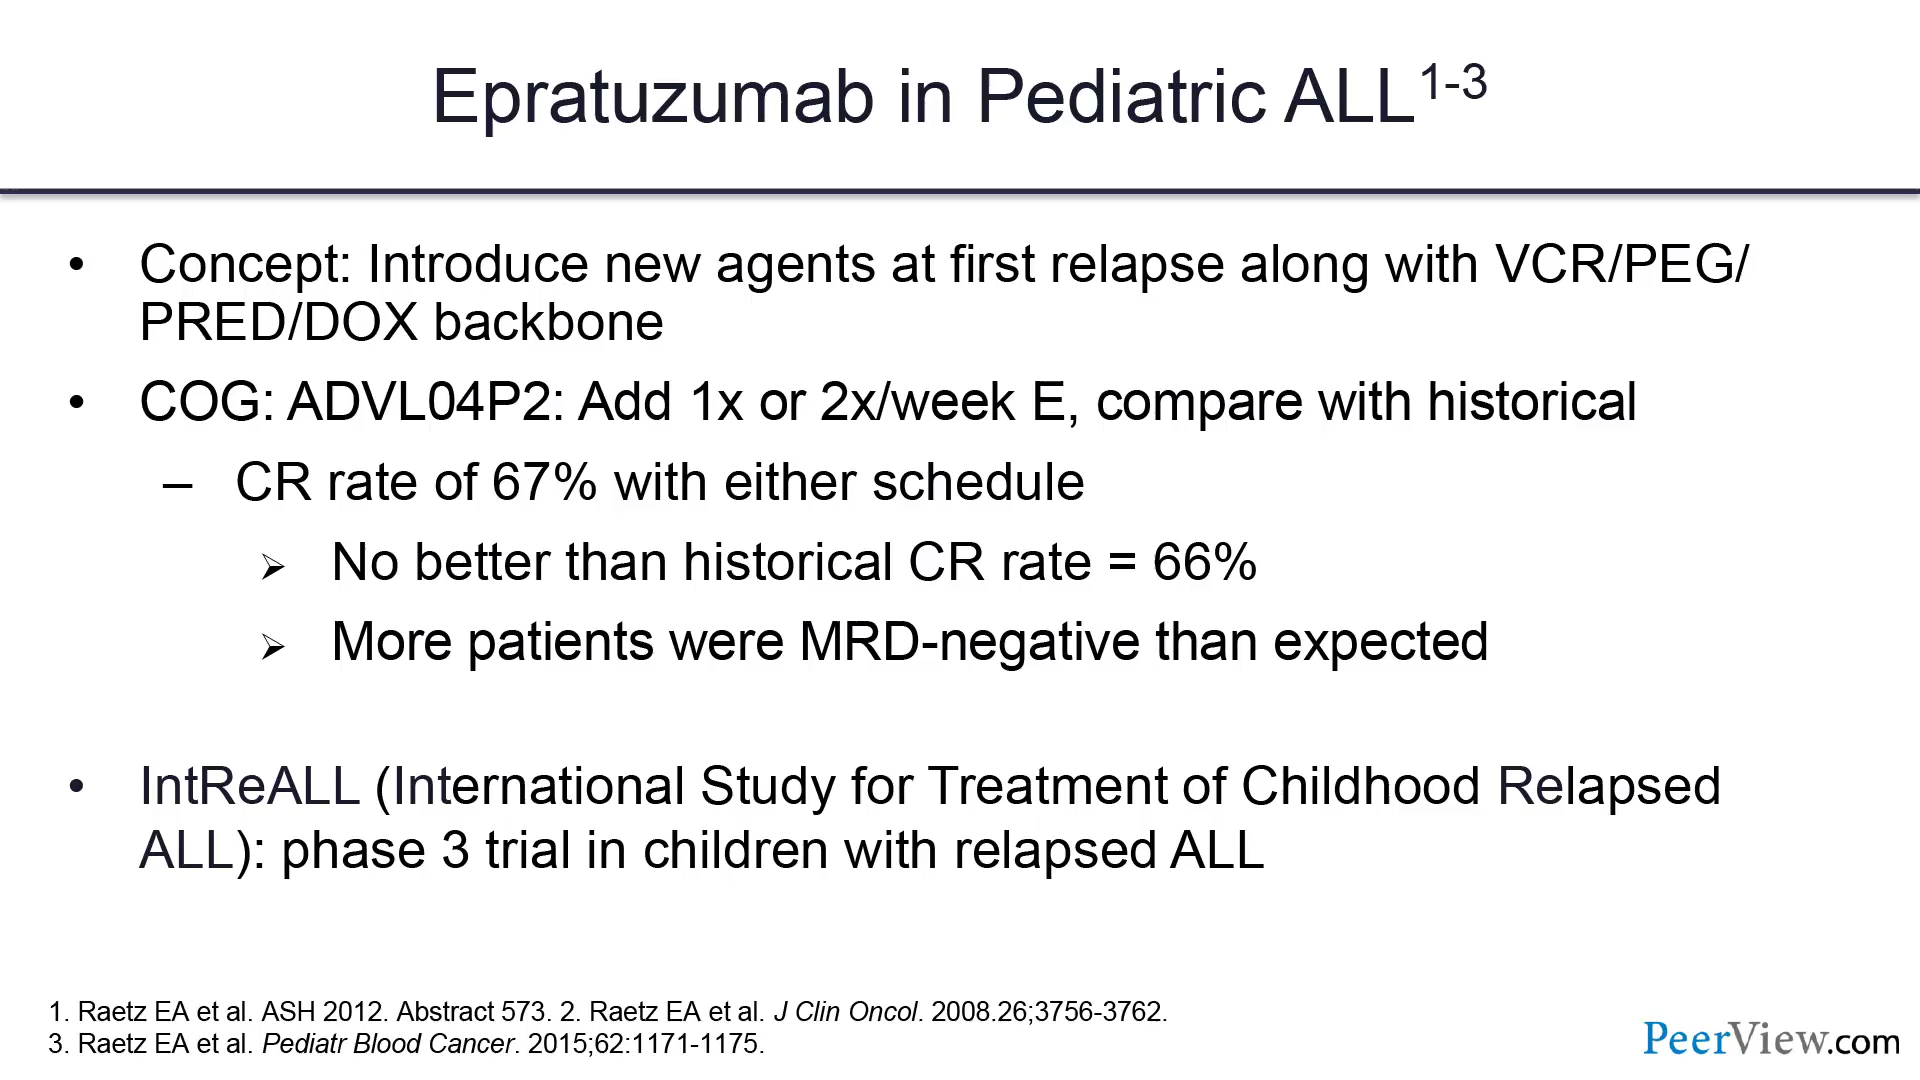 Epratuzumab in Pediatric ALL1-3
• Concept: Introduce new agents at first relapse along with VCR/PEG/
PRED/DOX backbone
• COG: ADVL04P2: Add 1x or 2x/week E, compare with historical
– CR rate of 67% with either schedule
➢ No better than historical CR rate = 66%
➢ More patients were MRD-negative than expected
• IntReALL (International Study for Treatment of Childhood Relapsed
ALL): phase 3 trial in children with relapsed ALL
1. Raetz EA et al. ASH 2012. Abstract 573. 2. Raetz EA et al. J Clin Oncol. 2008.26;3756-3762.
3. Raetz EA et al. Pediatr Blood Cancer. 2015;62:1171-1175.
PeerView.com